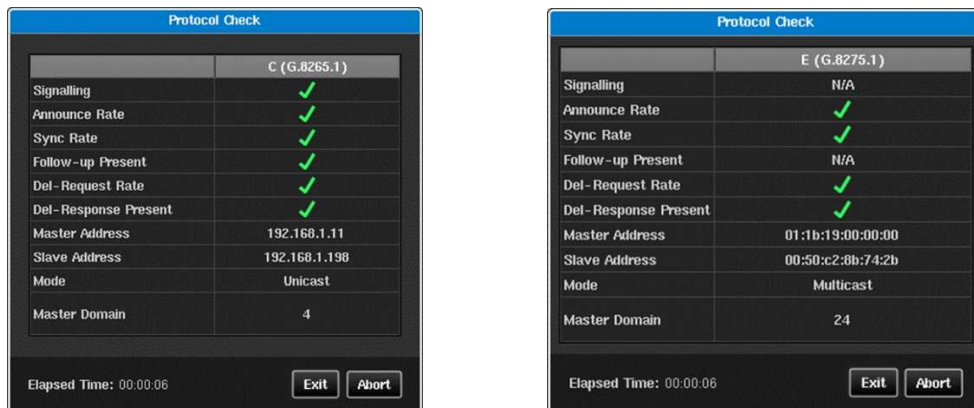 Protocol Check
C (G.8265.1)
Signalling
Announce Rate
Sync Rate
Follow-up Present
Del-Request Rate
Del-Response Present
Master Address 192.168.1.11
Slave Address 192.168.1.198
Mode Unicast
Master Domain 4
Elapsed Time: 00:00:06 Exit Abort
Protocol Check
E (G.8275.1)
Signalling N/A
Announce Rate
Sync Rate
Follow-up Present N/A
Del-Request Rate
Del-Response Present
Master Address 01:1b:19:00:00:00
Slave Address 00:50:c2:8b:74:2b
Mode Multicast
Master Domain 24
Elapsed Time: 00:00:06 Exit Abort